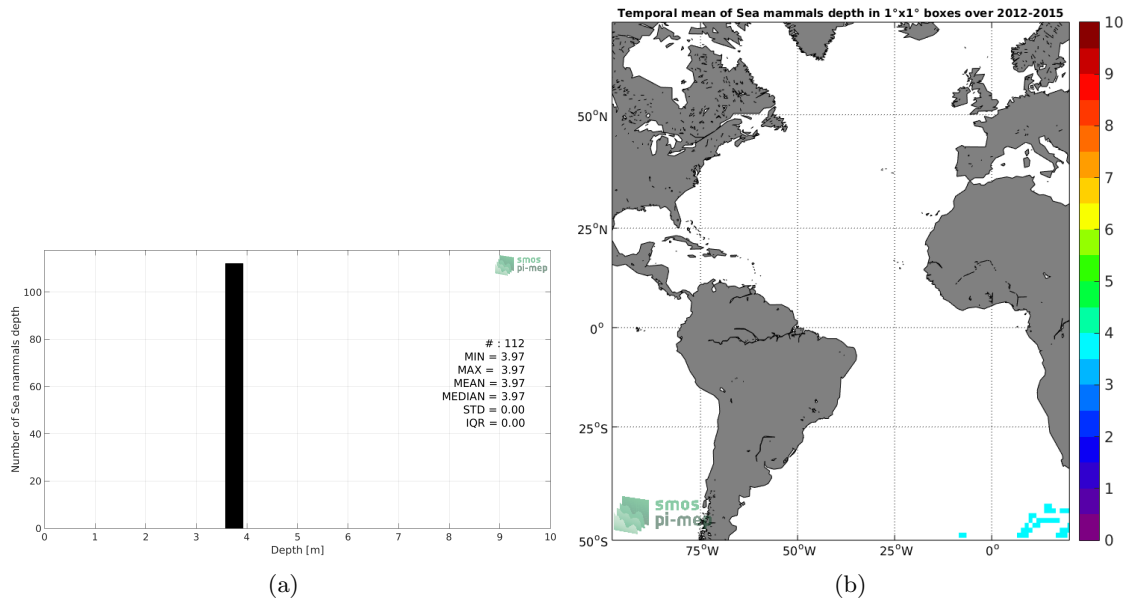 Temporal mean of Sea mammals depth in 1°x1° boxes over 2012-2015
Number of Sea mammals depth
100
80
60
40
20
0
smos
pi-mep
# : 112
MIN = 3.97
MAX = 3.97
MEAN = 3.97
MEDIAN = 3.97
STD = 0.00
IQR = 0.00
0 1 2 3 4 5 6 7 8 9 10
Depth [m]
(a)
50°N
25°N
0°
25°S
50°S
smos
pi-mep
75°W 50°W 25°W 0°
10
9
8
7
6
5
4
3
2
1
0
(b)